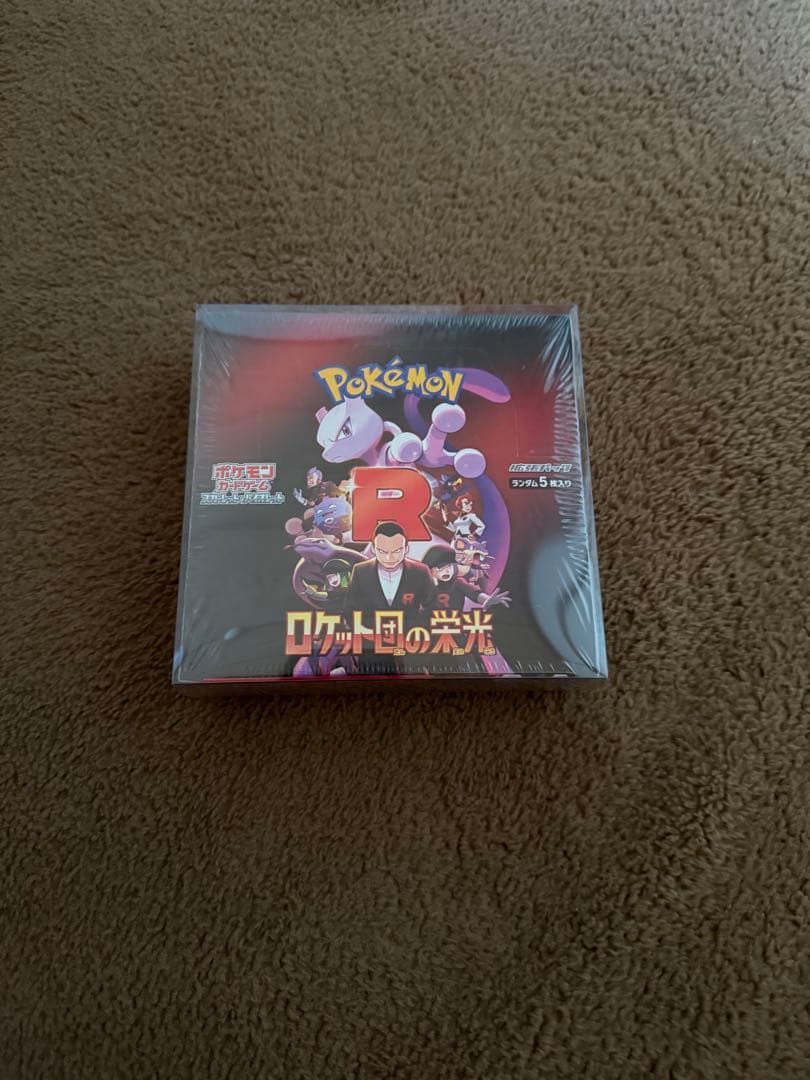 POKéMON
ポケモン
カードゲーム
スカーレット&バイオレット
拡張パック
ランダム5枚入り
R
R
R
ロケット団の栄光